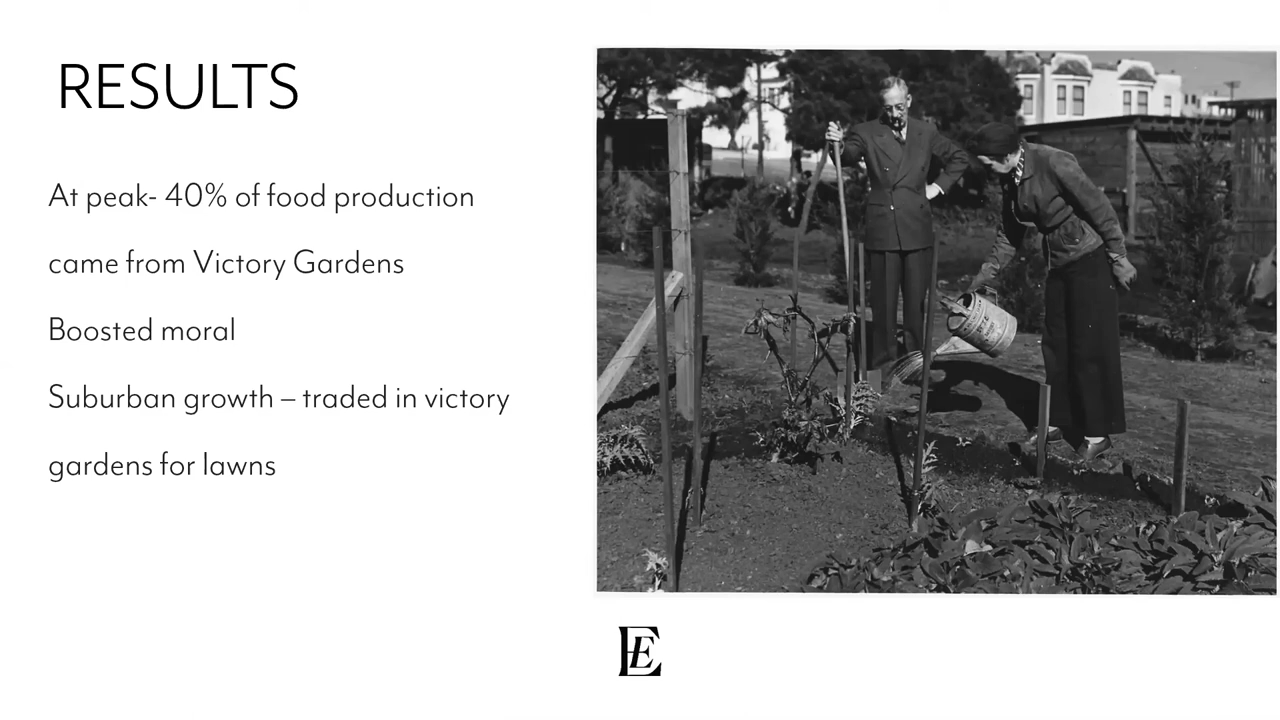 RESULTS
At peak- 40% of food production
came from Victory Gardens
Boosted moral
Suburban growth – traded in victory
gardens for lawns
E